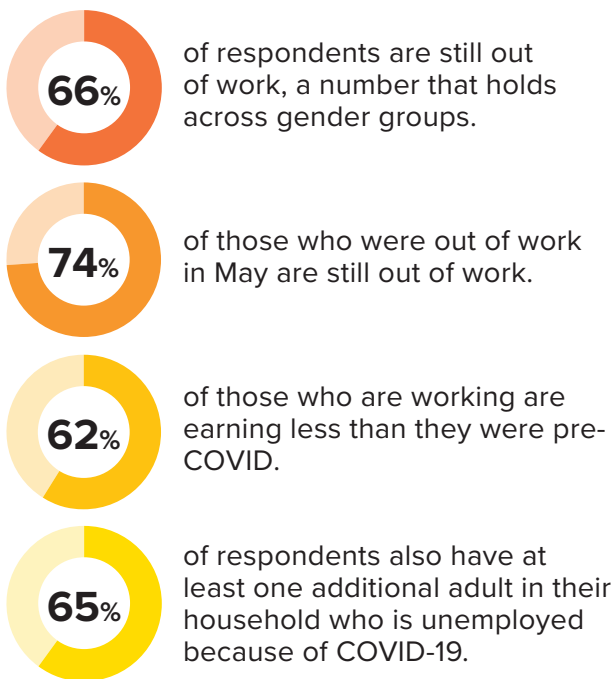 66%
of respondents are still out
of work, a number that holds
across gender groups.
74%
of those who were out of work
in May are still out of work.
62%
of those who are working are
earning less than they were pre-
COVID.
65%
of respondents also have at
least one additional adult in their
household who is unemployed
because of COVID-19.